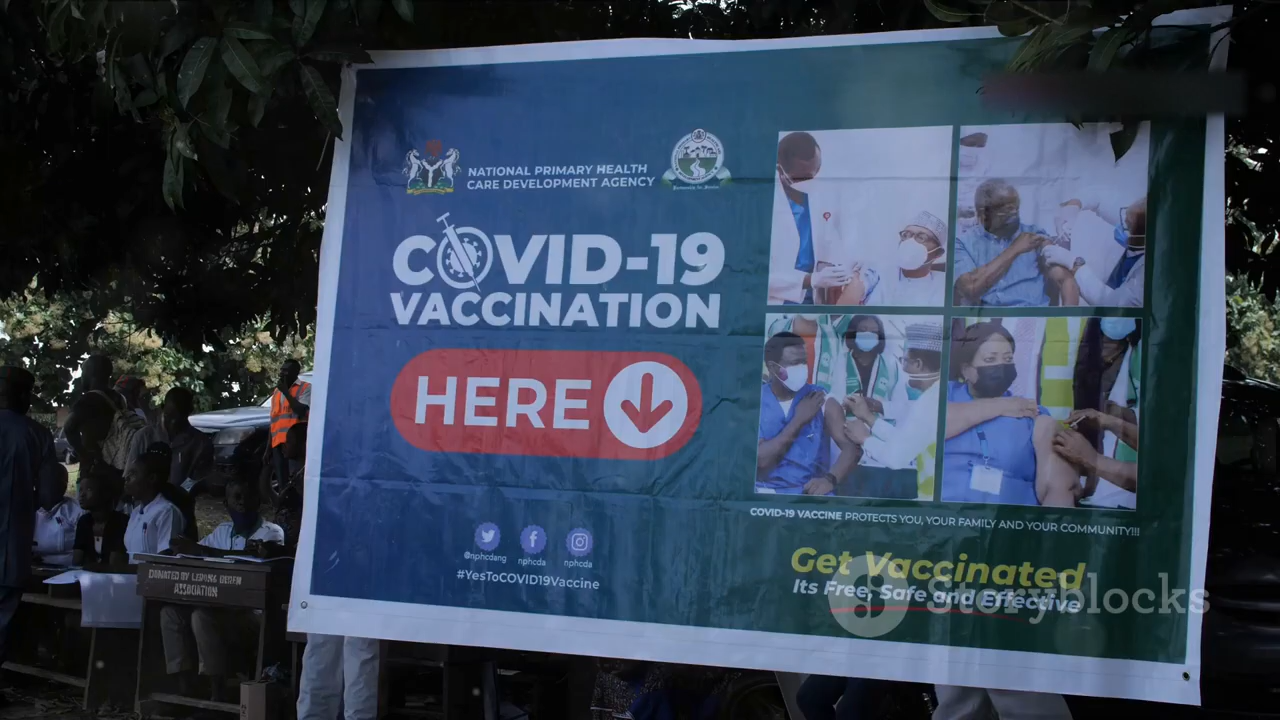 NATIONAL PRIMARY HEALTH
CARE DEVELOPMENT AGENCY
COVID-19
VACCINATION
HERE
@nphcdang nphcda nphcda
#YesToCOVID19Vaccine
COVID-19 VACCINE PROTECTS YOU, YOUR FAMILY AND YOUR COMMUNITY!!!
Get Vaccinated
Its Free, Safe and Effective
Storyblocks
ASSOCIATION